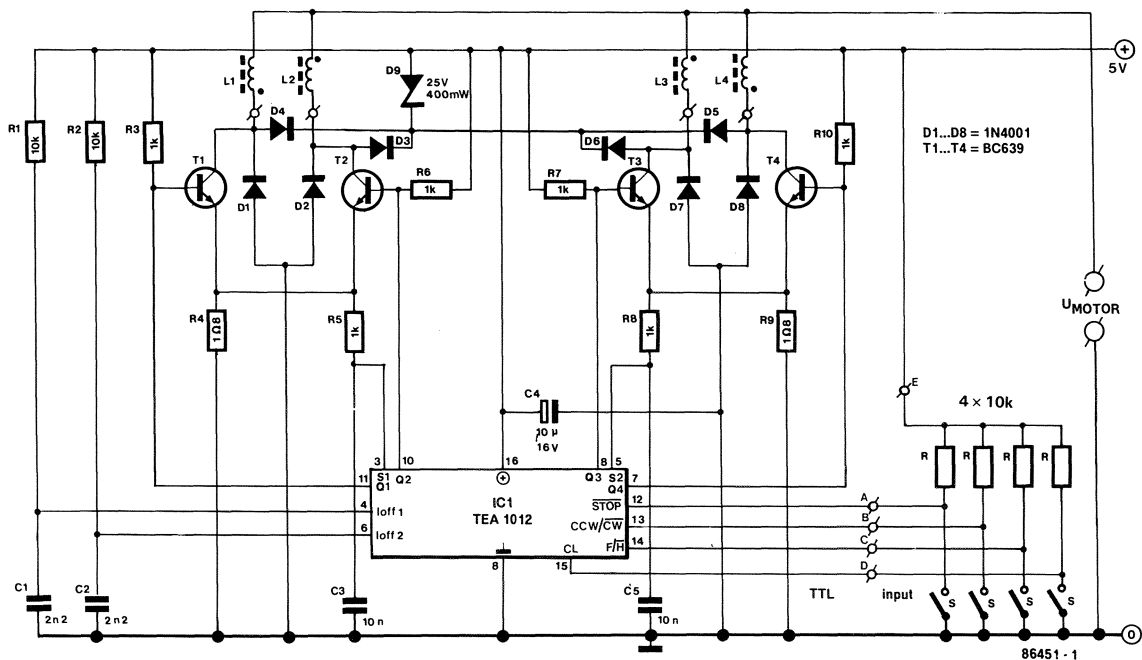 5V
L1
L2
D9
25V
400mW
L3
L4
R1
10k
R2
10k
R3
1k
D4
D3
T1
T2
R6
1k
D1
D2
D5
D6
R7
1k
T3
T4
D7
D8
R10
1k
D1...D8 = 1N4001
T1...T4 = BC639
R4
1Ω8
R5
1k
R8
1k
R9
1Ω8
UMOTOR
C4
10 µ
16V
E
4 × 10k
R
R
R
R
3
10
16
8
5
11
S1
Q1
Q2
Q3
S2
Q4
7
4
Ioff 1
6
Ioff 2
IC1
TEA 1012
STOP
12
CCW/CW
13
F/H
14
CL
8
15
A
B
C
D
TTL input
S
S
S
S
C1
2n2
C2
2n2
C3
10n
C5
10n
0
86451 - 1